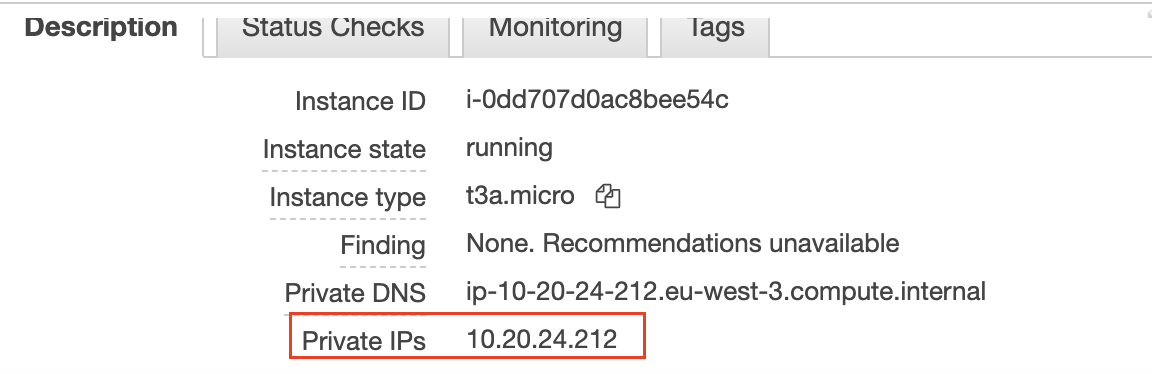 Description Status Checks Monitoring Tags
Instance ID i-0dd707d0ac8bee54c
Instance state running
Instance type t3a.micro
Finding None. Recommendations unavailable
Private DNS ip-10-20-24-212.eu-west-3.compute.internal
Private IPs 10.20.24.212